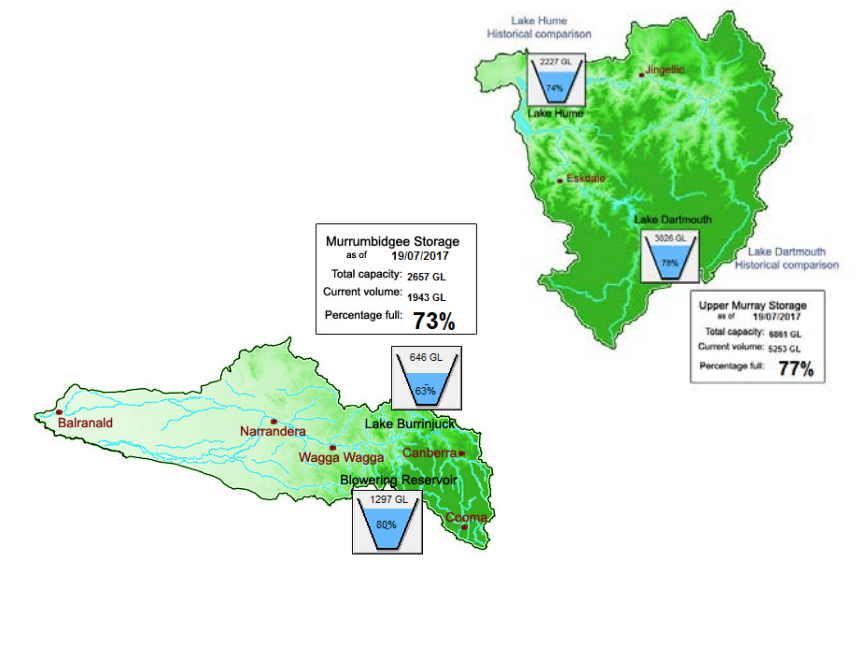 Lake Hume
Historical comparison
2227 GL
74%
Lake Hume
Jingellic
Eskdale
Lake Dartmouth
3026 GL
78%
Lake Dartmouth
Historical comparison
Upper Murray Storage
as of 19/07/2017
Total capacity: 6861 GL
Current volume: 5253 GL
Percentage full: 77%
Murrumbidgee Storage
as of 19/07/2017
Total capacity: 2657 GL
Current volume: 1943 GL
Percentage full: 73%
646 GL
63%
Lake Burrinjuck
Balranald
Narrandera
Wagga Wagga
Canberra
Blowering Reservoir
1297 GL
80%
Cooma